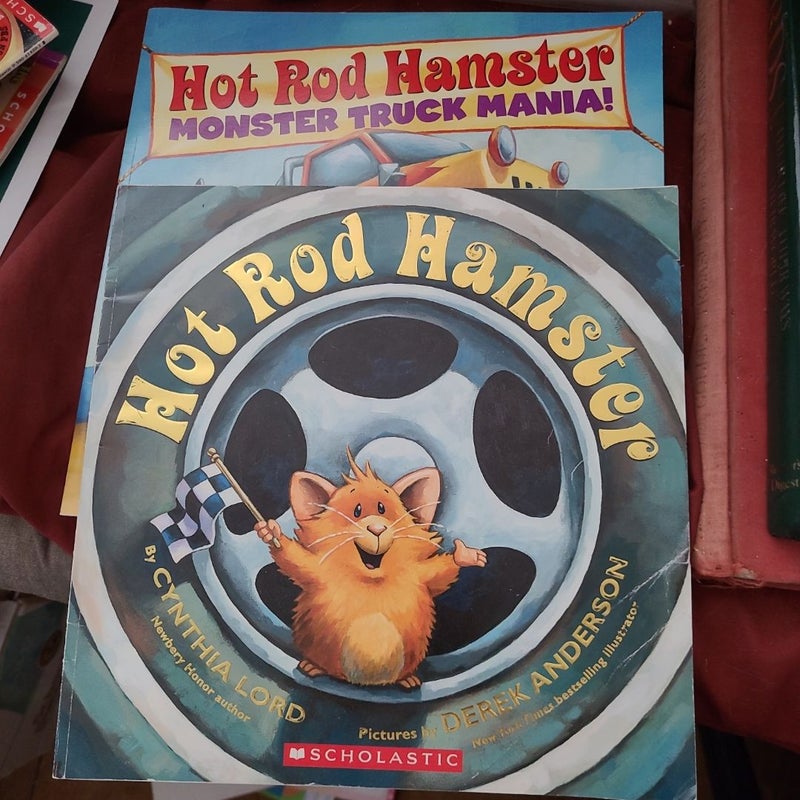 Hot Rod Hamster
MONSTER TRUCK MANIA!
Hot Rod Hamster
By CYNTHIA LORD
Newbery Honor author
Pictures by DEREK ANDERSON
New York Times bestselling illustrator
SCHOLASTIC